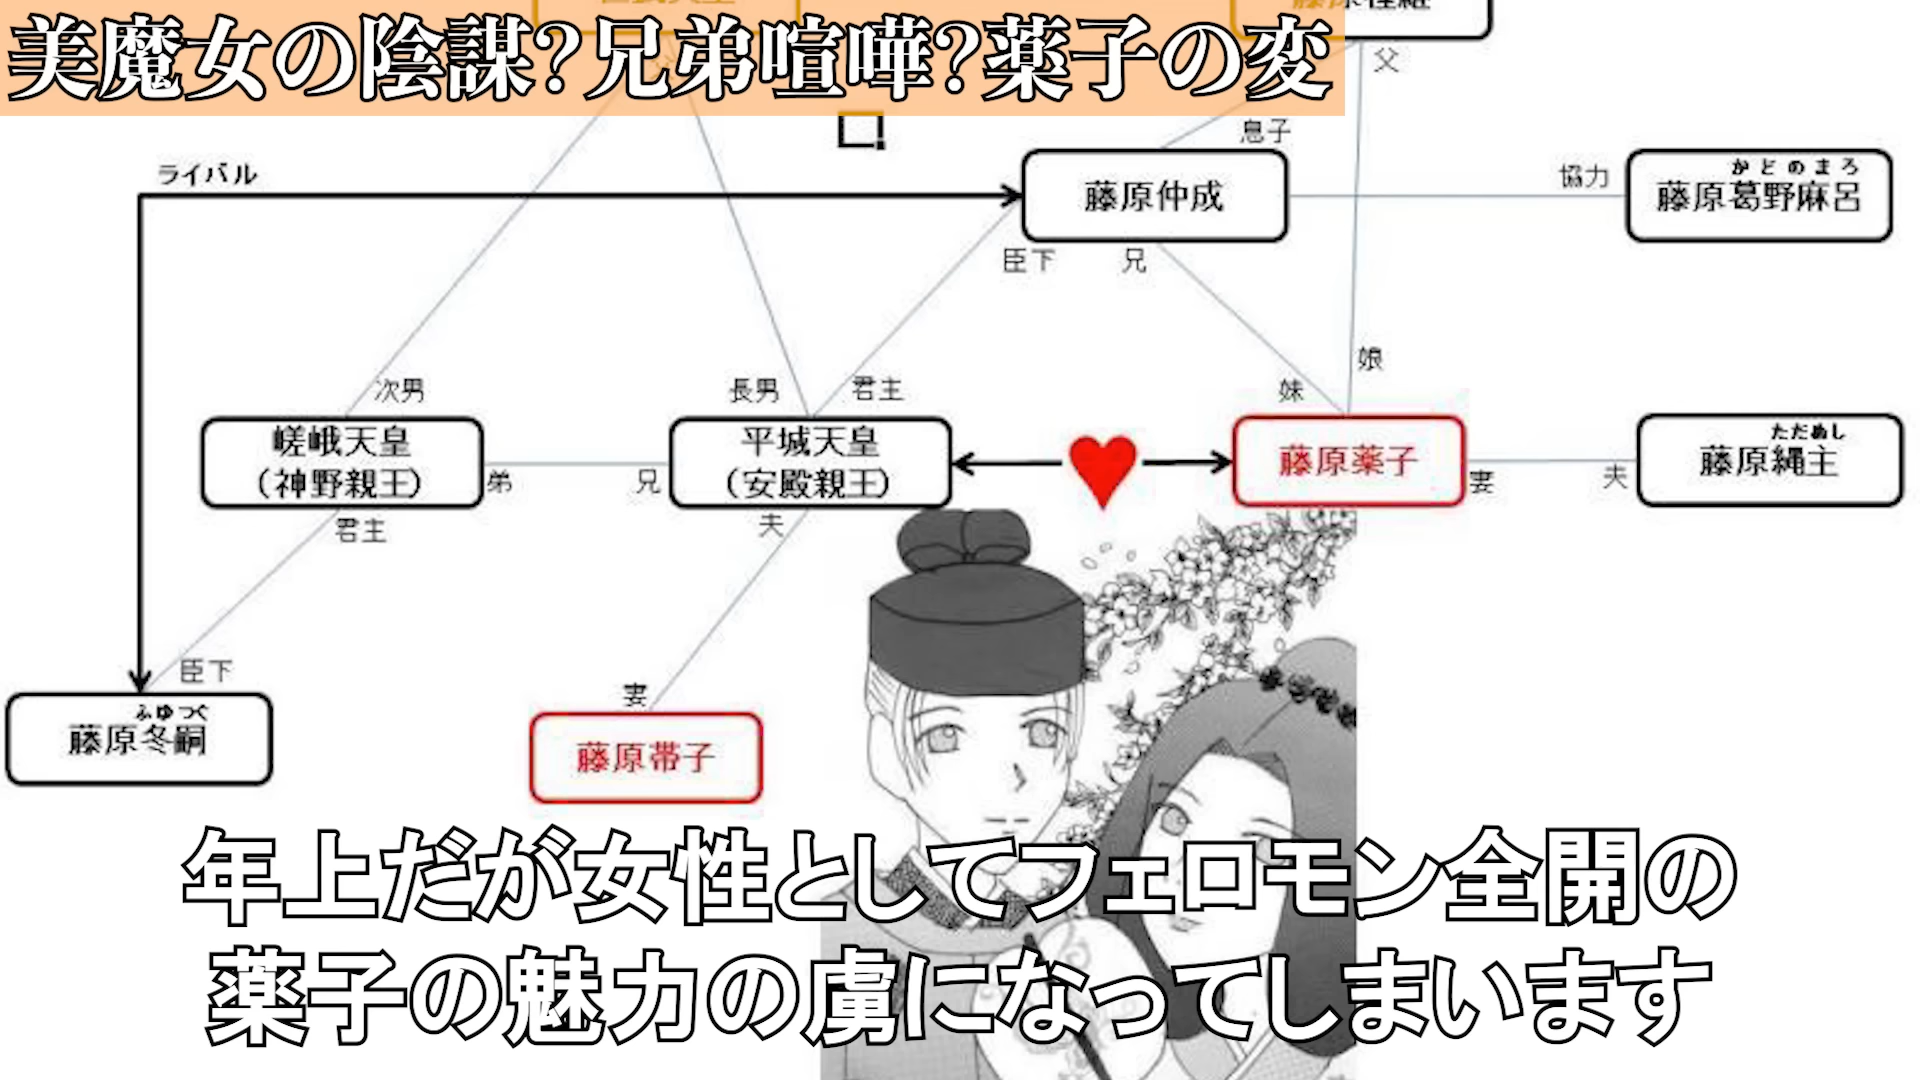 美魔女の陰謀?兄弟喧嘩?薬子の変
父
息子
ライバル
藤原仲成
協力
かどのまろ
藤原葛野麻呂
臣下
兄
娘
次男
長男
君主
妹
嵯峨天皇
(神野親王)
弟
兄
平城天皇
(安殿親王)
藤原薬子
妻
夫
ただぬし
藤原縄主
君主
夫
臣下
妻
ふゆつぐ
藤原冬嗣
藤原帯子
年上だが女性としてフェロモン全開の
薬子の魅力の虜になってしまいます